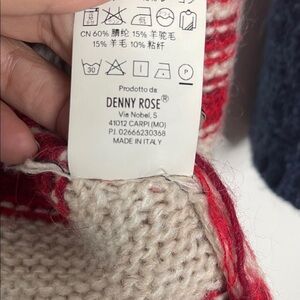 CN 60% 腈纶 15% 羊驼毛
15% 羊毛 10% 粘纤
30
P
Prodotto da
DENNY ROSE®
Via Nobel, 5
41012 CARPI (MO)
P.I. 02666230368
MADE IN ITALY